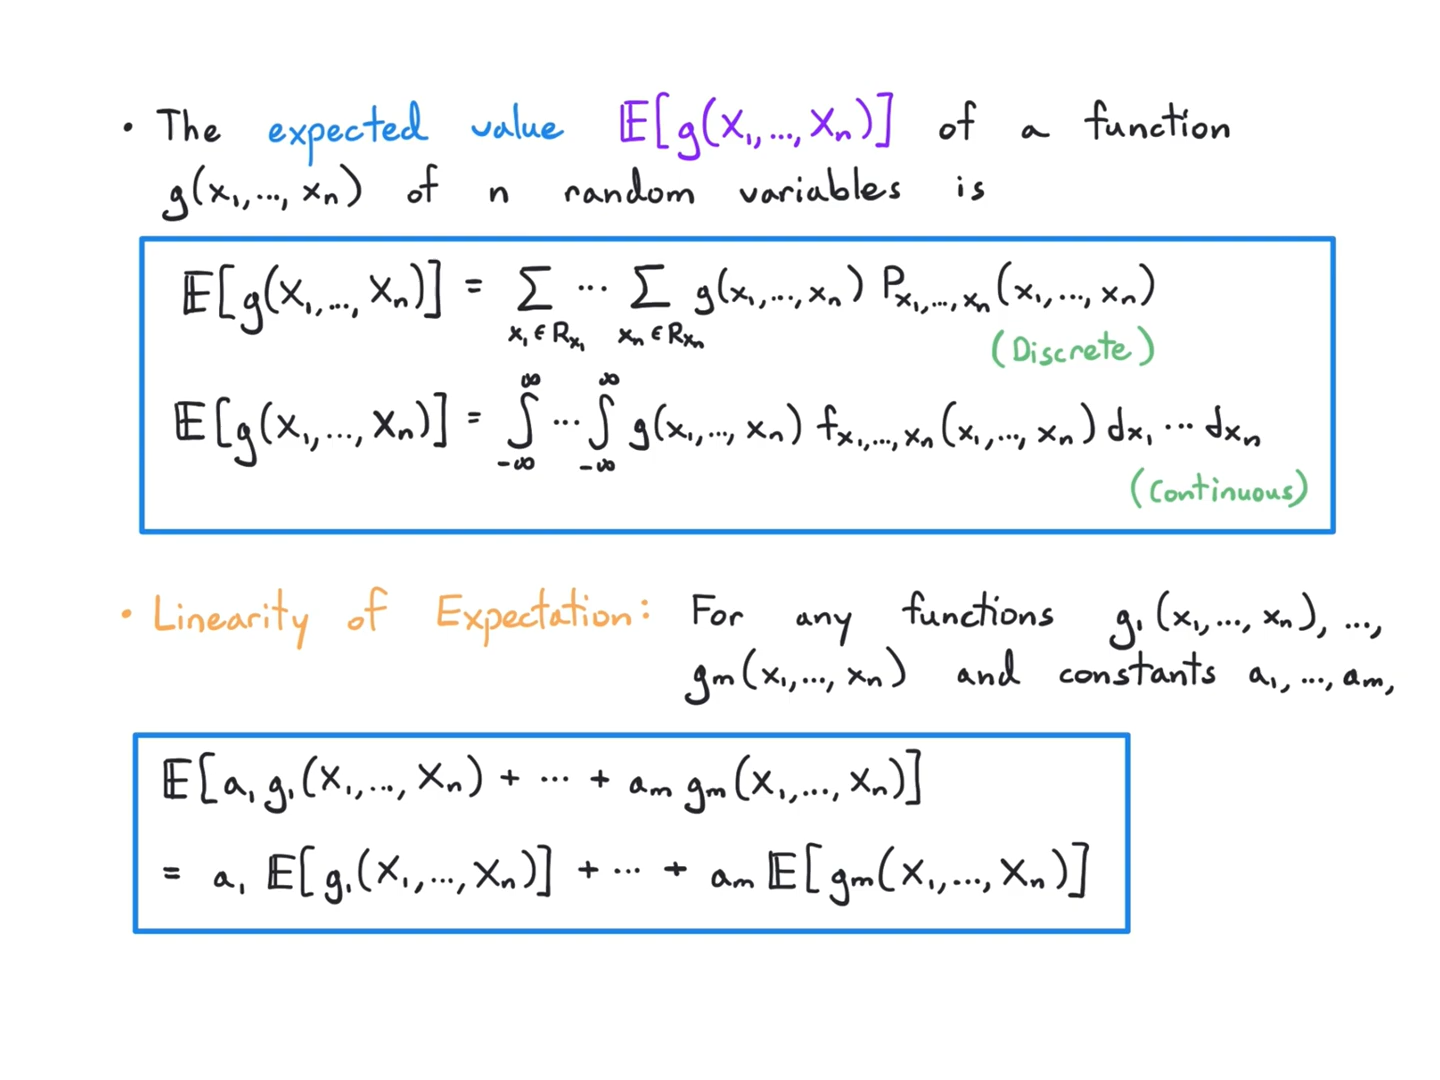 • The expected value 𝔼[g(X₁,…,Xₙ)] of a function
g(x₁,…,xₙ) of n random variables is
𝔼[g(X₁,…,Xₙ)] = ∑_{x₁∈R_{X₁}} ⋯ ∑_{xₙ∈R_{Xₙ}} g(x₁,…,xₙ) P_{X₁,…,Xₙ}(x₁,…,xₙ)
(Discrete)
𝔼[g(X₁,…,Xₙ)] = ∫_{-∞}^{∞} ⋯ ∫_{-∞}^{∞} g(x₁,…,xₙ) f_{X₁,…,Xₙ}(x₁,…,xₙ) dx₁ ⋯ dxₙ
(Continuous)
• Linearity of Expectation: For any functions g₁(x₁,…,xₙ), …,
gₘ(x₁,…,xₙ) and constants a₁, …, aₘ,
𝔼[a₁ g₁(X₁,…,Xₙ) + ⋯ + aₘ gₘ(X₁,…,Xₙ)]
= a₁ 𝔼[g₁(X₁,…,Xₙ)] + ⋯ + aₘ 𝔼[gₘ(X₁,…,Xₙ)]